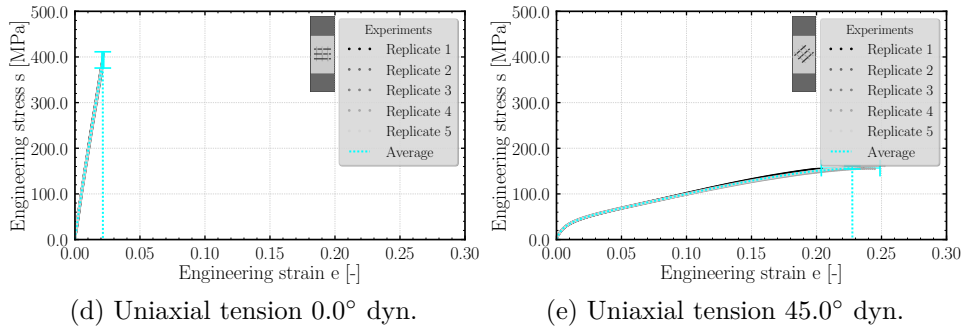 500.0
400.0
300.0
200.0
100.0
0.0
Engineering stress s [MPa]
0.00 0.05 0.10 0.15 0.20 0.25 0.30
Engineering strain e [-]
Experiments
Replicate 1
Replicate 2
Replicate 3
Replicate 4
Replicate 5
Average
(d) Uniaxial tension 0.0° dyn.
500.0
400.0
300.0
200.0
100.0
0.0
Engineering stress s [MPa]
0.00 0.05 0.10 0.15 0.20 0.25 0.30
Engineering strain e [-]
Experiments
Replicate 1
Replicate 2
Replicate 3
Replicate 4
Replicate 5
Average
(e) Uniaxial tension 45.0° dyn.